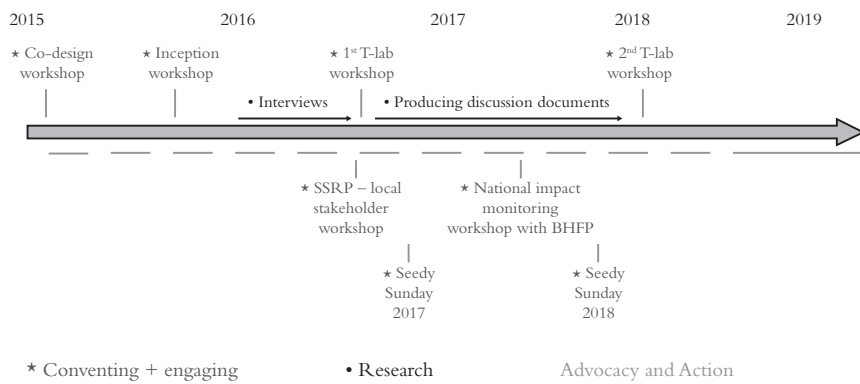 2015 2016 2017 2018 2019
★ Co-design workshop
★ Inception workshop
★ 1st T-lab workshop
★ 2nd T-lab workshop
• Interviews
• Producing discussion documents
★ SSRP – local
stakeholder
workshop
★ National impact
monitoring
workshop with BHFP
★ Seedy
Sunday
2017
★ Seedy
Sunday
2018
★ Conventing + engaging
• Research
Advocacy and Action